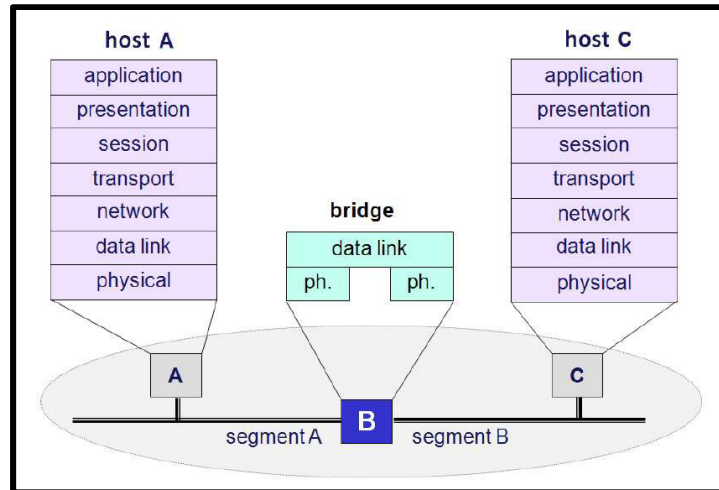 host A
application
presentation
session
transport
network
data link
physical
bridge
data link
ph. ph.
host C
application
presentation
session
transport
network
data link
physical
A
B
C
segment A
segment B